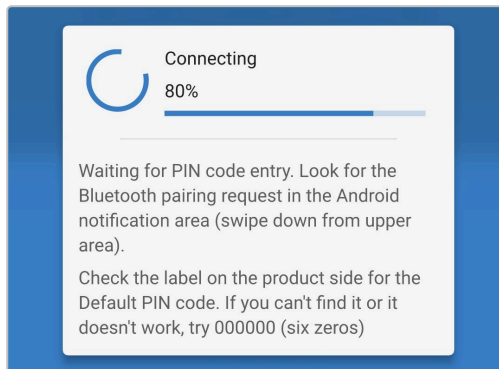 Connecting
80%
Waiting for PIN code entry. Look for the
Bluetooth pairing request in the Android
notification area (swipe down from upper
area).
Check the label on the product side for the
Default PIN code. If you can't find it or it
doesn't work, try 000000 (six zeros)